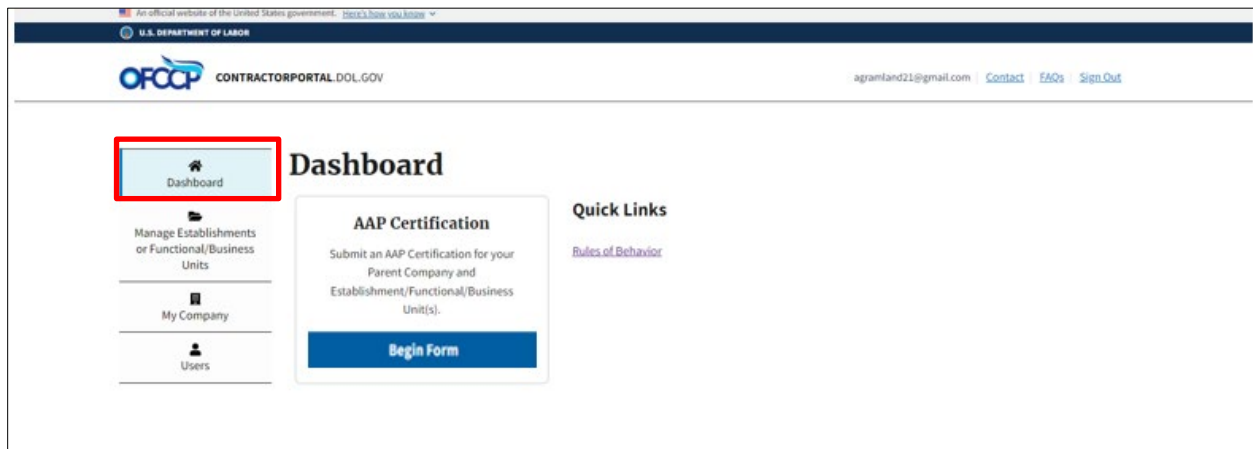 An official website of the United States government. Here's how you know
U.S. DEPARTMENT OF LABOR
OFCCP CONTRACTORPORTAL.DOL.GOV
agramland21@gmail.com Contact FAQs Sign Out
Dashboard
Manage Establishments
or Functional/Business
Units
My Company
Users
Dashboard
AAP Certification
Submit an AAP Certification for your
Parent Company and
Establishment/Functional/Business
Unit(s).
Begin Form
Quick Links
Rules of Behavior